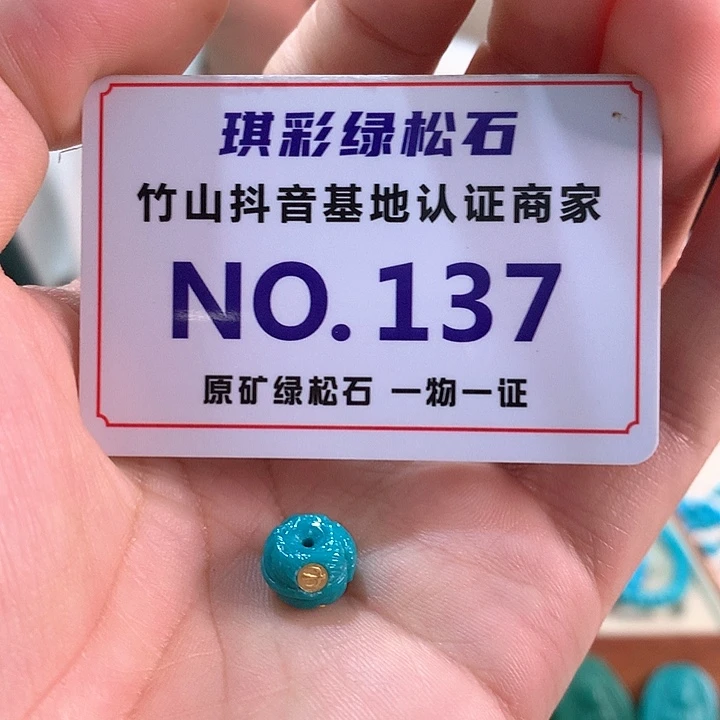 琪彩绿松石
竹山抖音基地认证商家
NO.137
原矿绿松石 一物一证